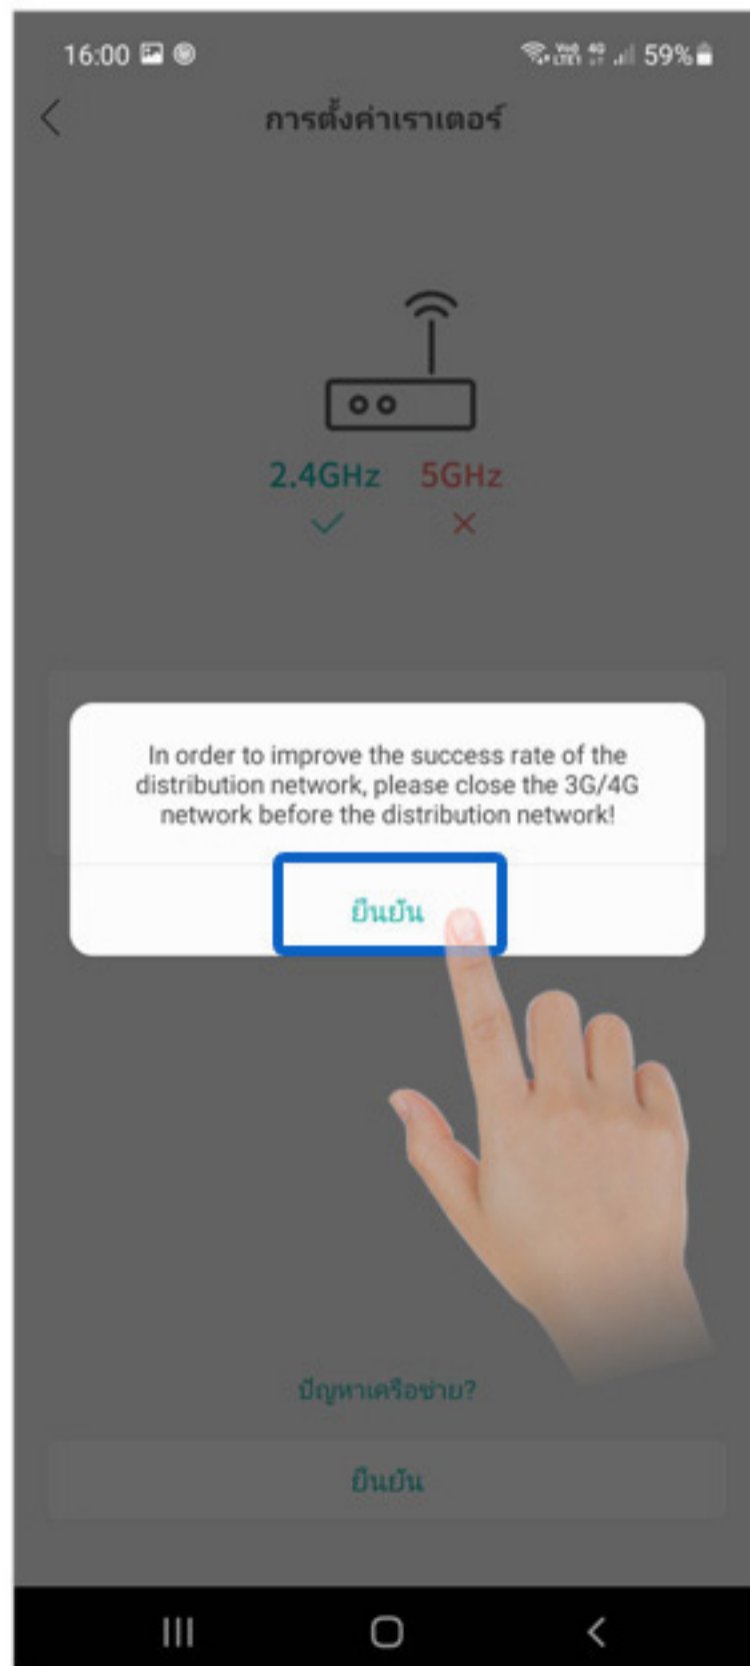 16:00 59%
การตั้งค่าเราเตอร์
2.4GHz 5GHz
In order to improve the success rate of the
distribution network, please close the 3G/4G
network before the distribution network!
ยืนยัน
ปัญหาเครือข่าย?
ยืนยัน